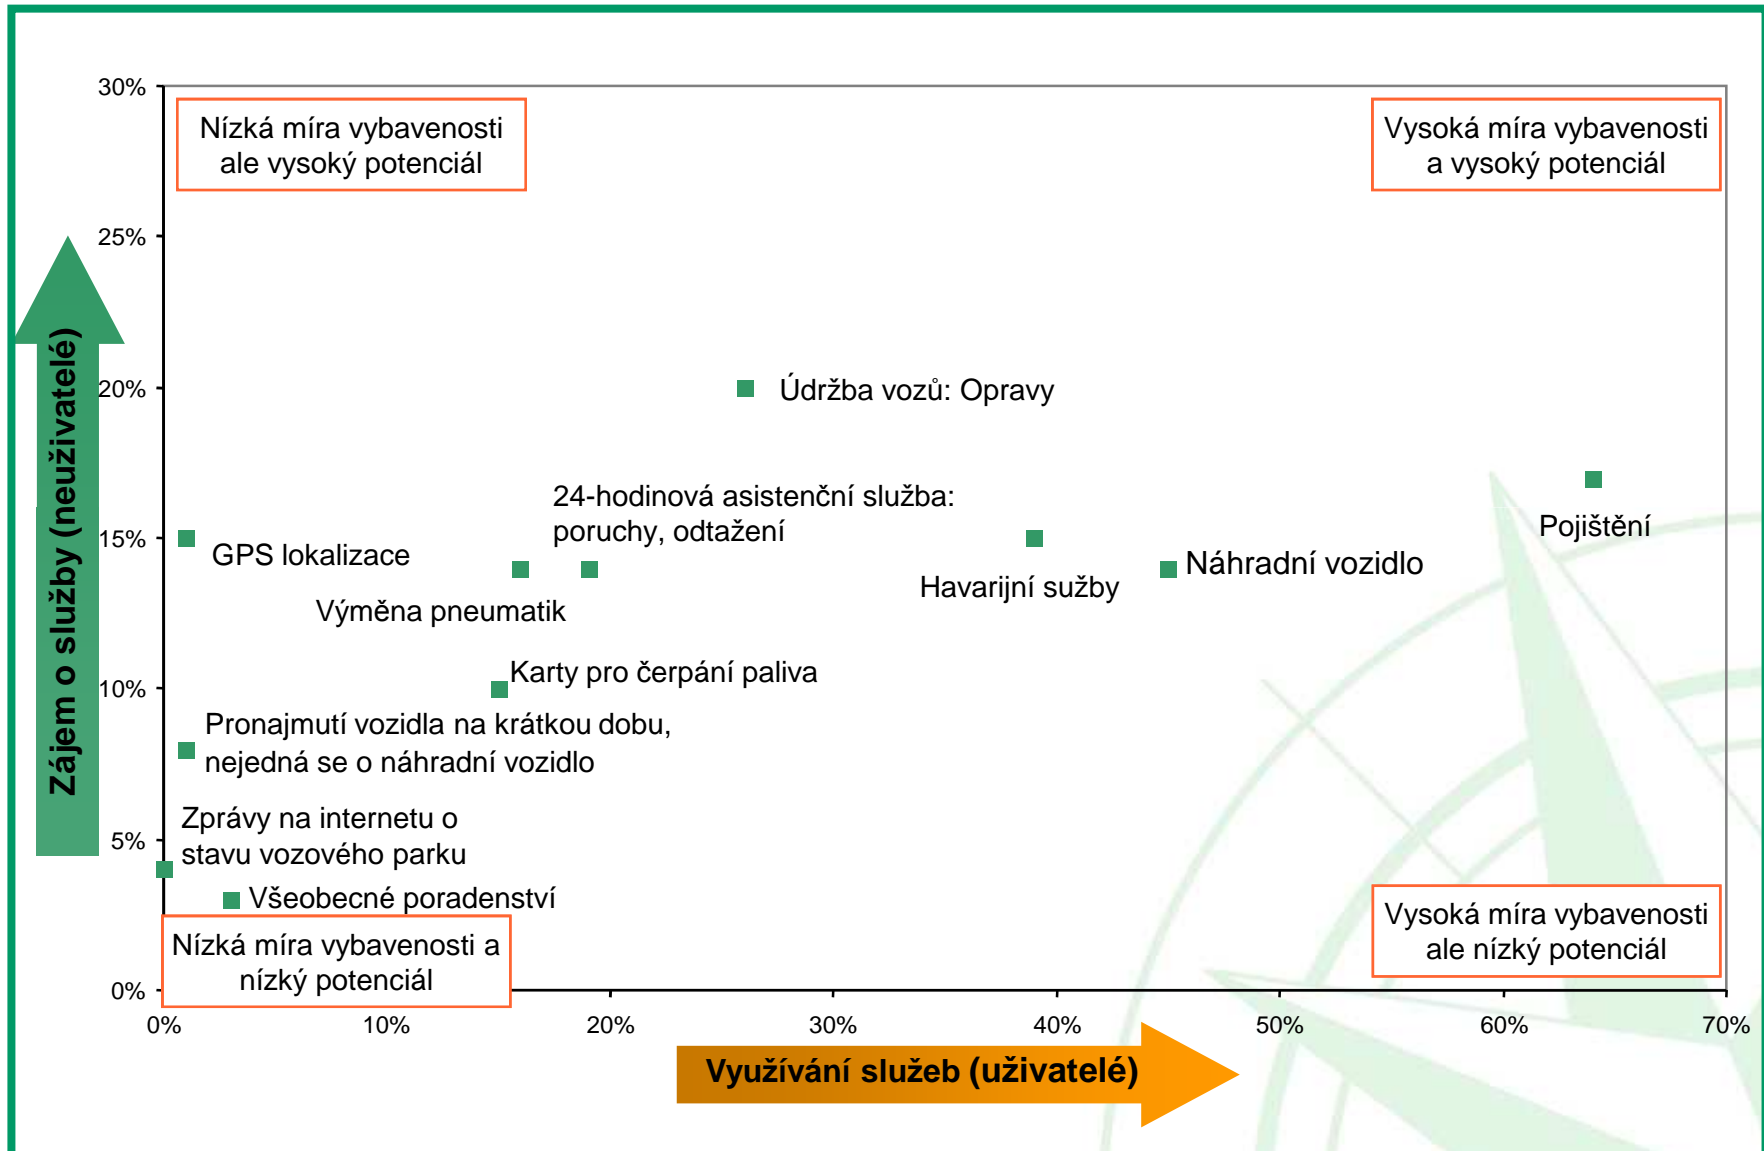 30%
Nízká míra vybavenosti
ale vysoký potenciál
Vysoká míra vybavenosti
a vysoký potenciál
25%
Zájem o služby (neuživatelé)
20%
Údržba vozů: Opravy
24-hodinová asistenční služba:
poruchy, odtažení
Pojištění
15%
GPS lokalizace
Náhradní vozidlo
Havarijní sužby
Výměna pneumatik
Karty pro čerpání paliva
10%
Pronajmutí vozidla na krátkou dobu,
nejedná se o náhradní vozidlo
Zprávy na internetu o
stavu vozového parku
5%
Všeobecné poradenství
Nízká míra vybavenosti a
nízký potenciál
Vysoká míra vybavenosti
ale nízký potenciál
0%
0%
10%
20%
30%
40%
50%
60%
70%
Využívání služeb (uživatelé)